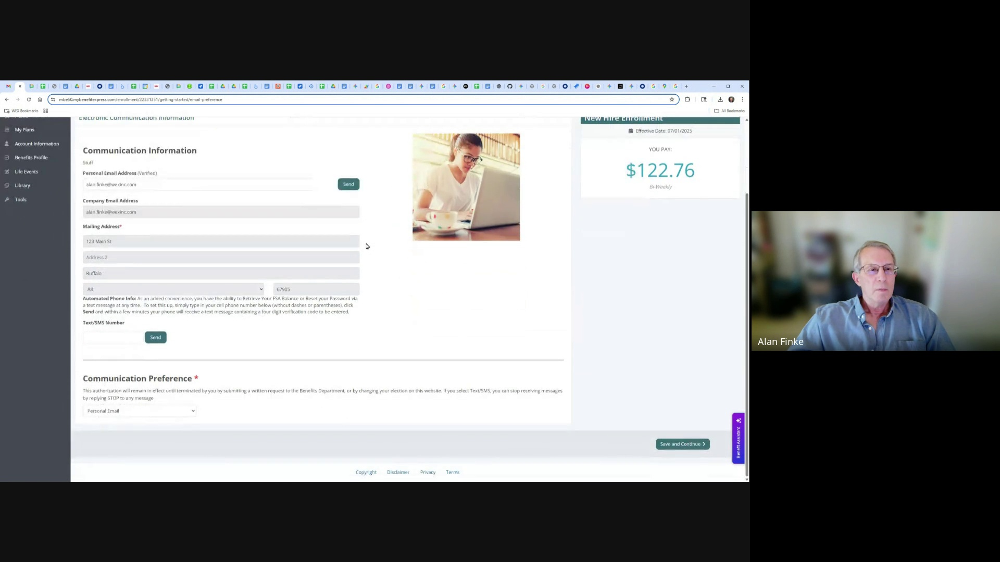 mbe50.mybenefitexpress.com/enrollment/22331351/getting-started/email-preference
WEX Bookmarks
All Bookmarks
My Plans
Account Information
Benefits Profile
Life Events
Library
Tools
Electronic Communication Information
Communication Information
Stuff
Personal Email Address (Verified)
alan.finke@wexinc.com
Send
Company Email Address
alan.finke@wexinc.com
Mailing Address*
123 Main St
Address 2
Buffalo
AR
67905
Automated Phone Info: As an added convenience, you have the ability to Retrieve Your FSA Balance or Reset your Password via
a text message at any time. To set this up, simply type in your cell phone number below (without dashes or parentheses), click
Send and within a few minutes your phone will receive a text message containing a four digit verification code to be entered.
Text/SMS Number
Send
Communication Preference *
This authorization will remain in effect until terminated by you by submitting a written request to the Benefits Department, or by changing your election on this website. If you select Text/SMS, you can stop receiving messages
by replying STOP to any message
Personal Email
New Hire Enrollment
Effective Date: 07/01/2025
YOU PAY:
$122.76
Bi-Weekly
Benefit Assistant
Save and Continue
Copyright
Disclaimer
Privacy
Terms
Alan Finke